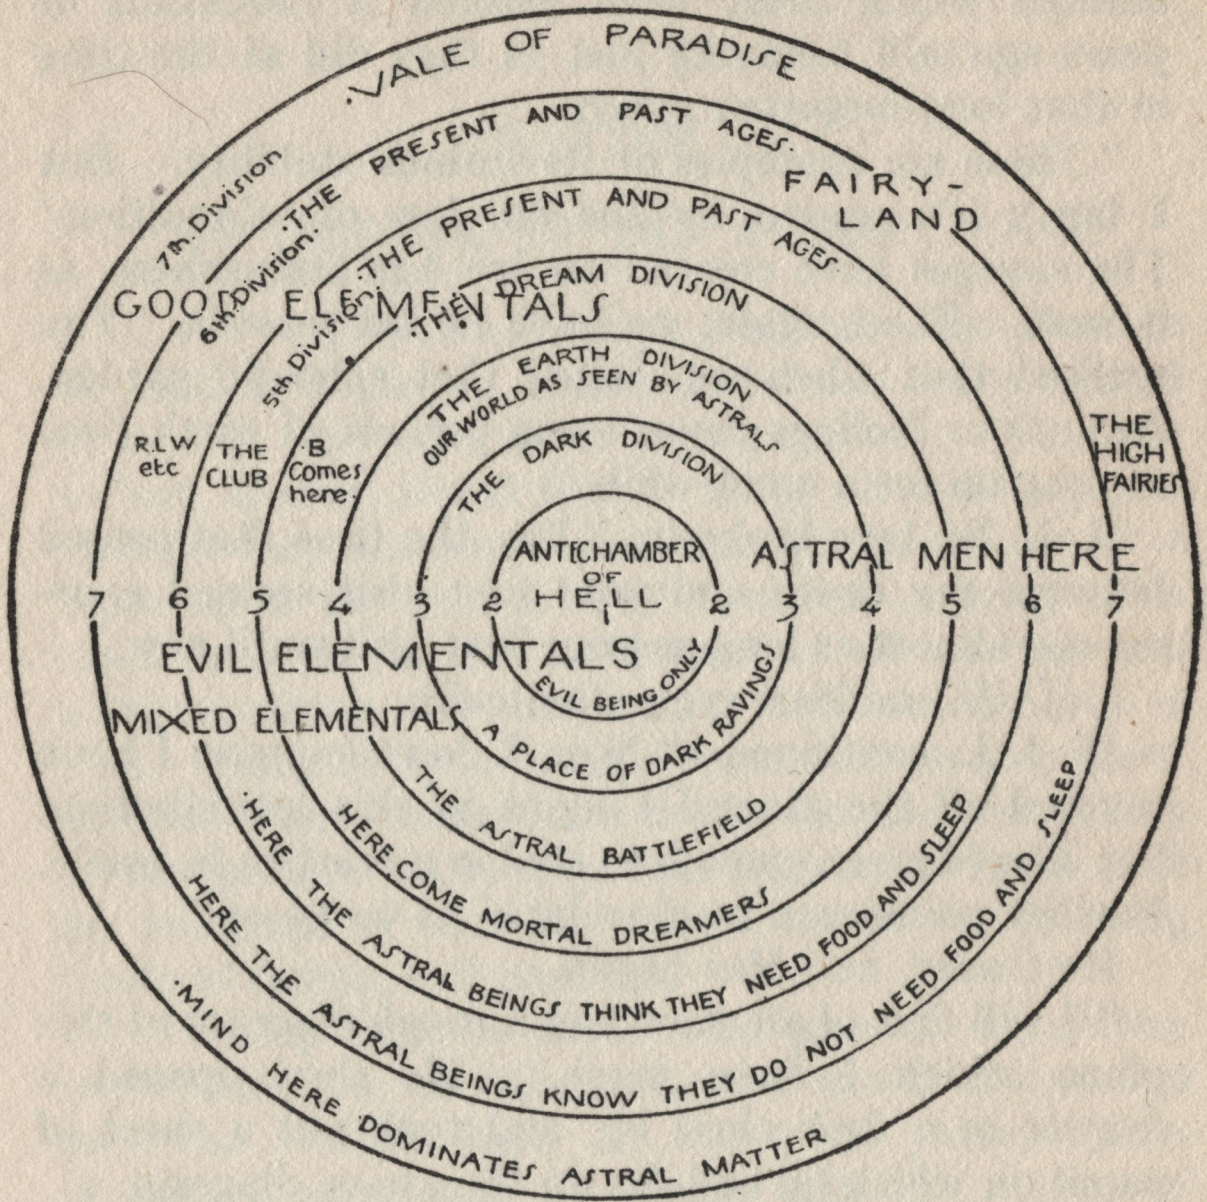 ·VALE OF PARADISE
7th. Division
·THE PRESENT AND PAST AGES·
FAIRY-
LAND
6th Division·
·THE PRESENT AND PAST AGES·
GOOD ELEMENTALS
5th Division·
·THE DREAM DIVISION
THE EARTH DIVISION
OUR WORLD AS SEEN BY ASTRALS
THE DARK DIVISION
R.L W
etc
THE
CLUB
·B
Comes
here·
THE
HIGH
FAIRIES
ANTECHAMBER
OF
HELL
ASTRAL MEN HERE
7 6 5 4 3 2 1 2 3 4 5 6 7
EVIL ELEMENTALS
EVIL BEING ONLY
MIXED ELEMENTALS
A PLACE OF DARK RAVINGS
THE ASTRAL BATTLEFIELD
HERE COME MORTAL DREAMERS
·HERE THE ASTRAL BEINGS THINK THEY NEED FOOD AND SLEEP
HERE THE ASTRAL BEINGS KNOW THEY DO NOT NEED FOOD AND SLEEP
·MIND HERE DOMINATES ASTRAL MATTER